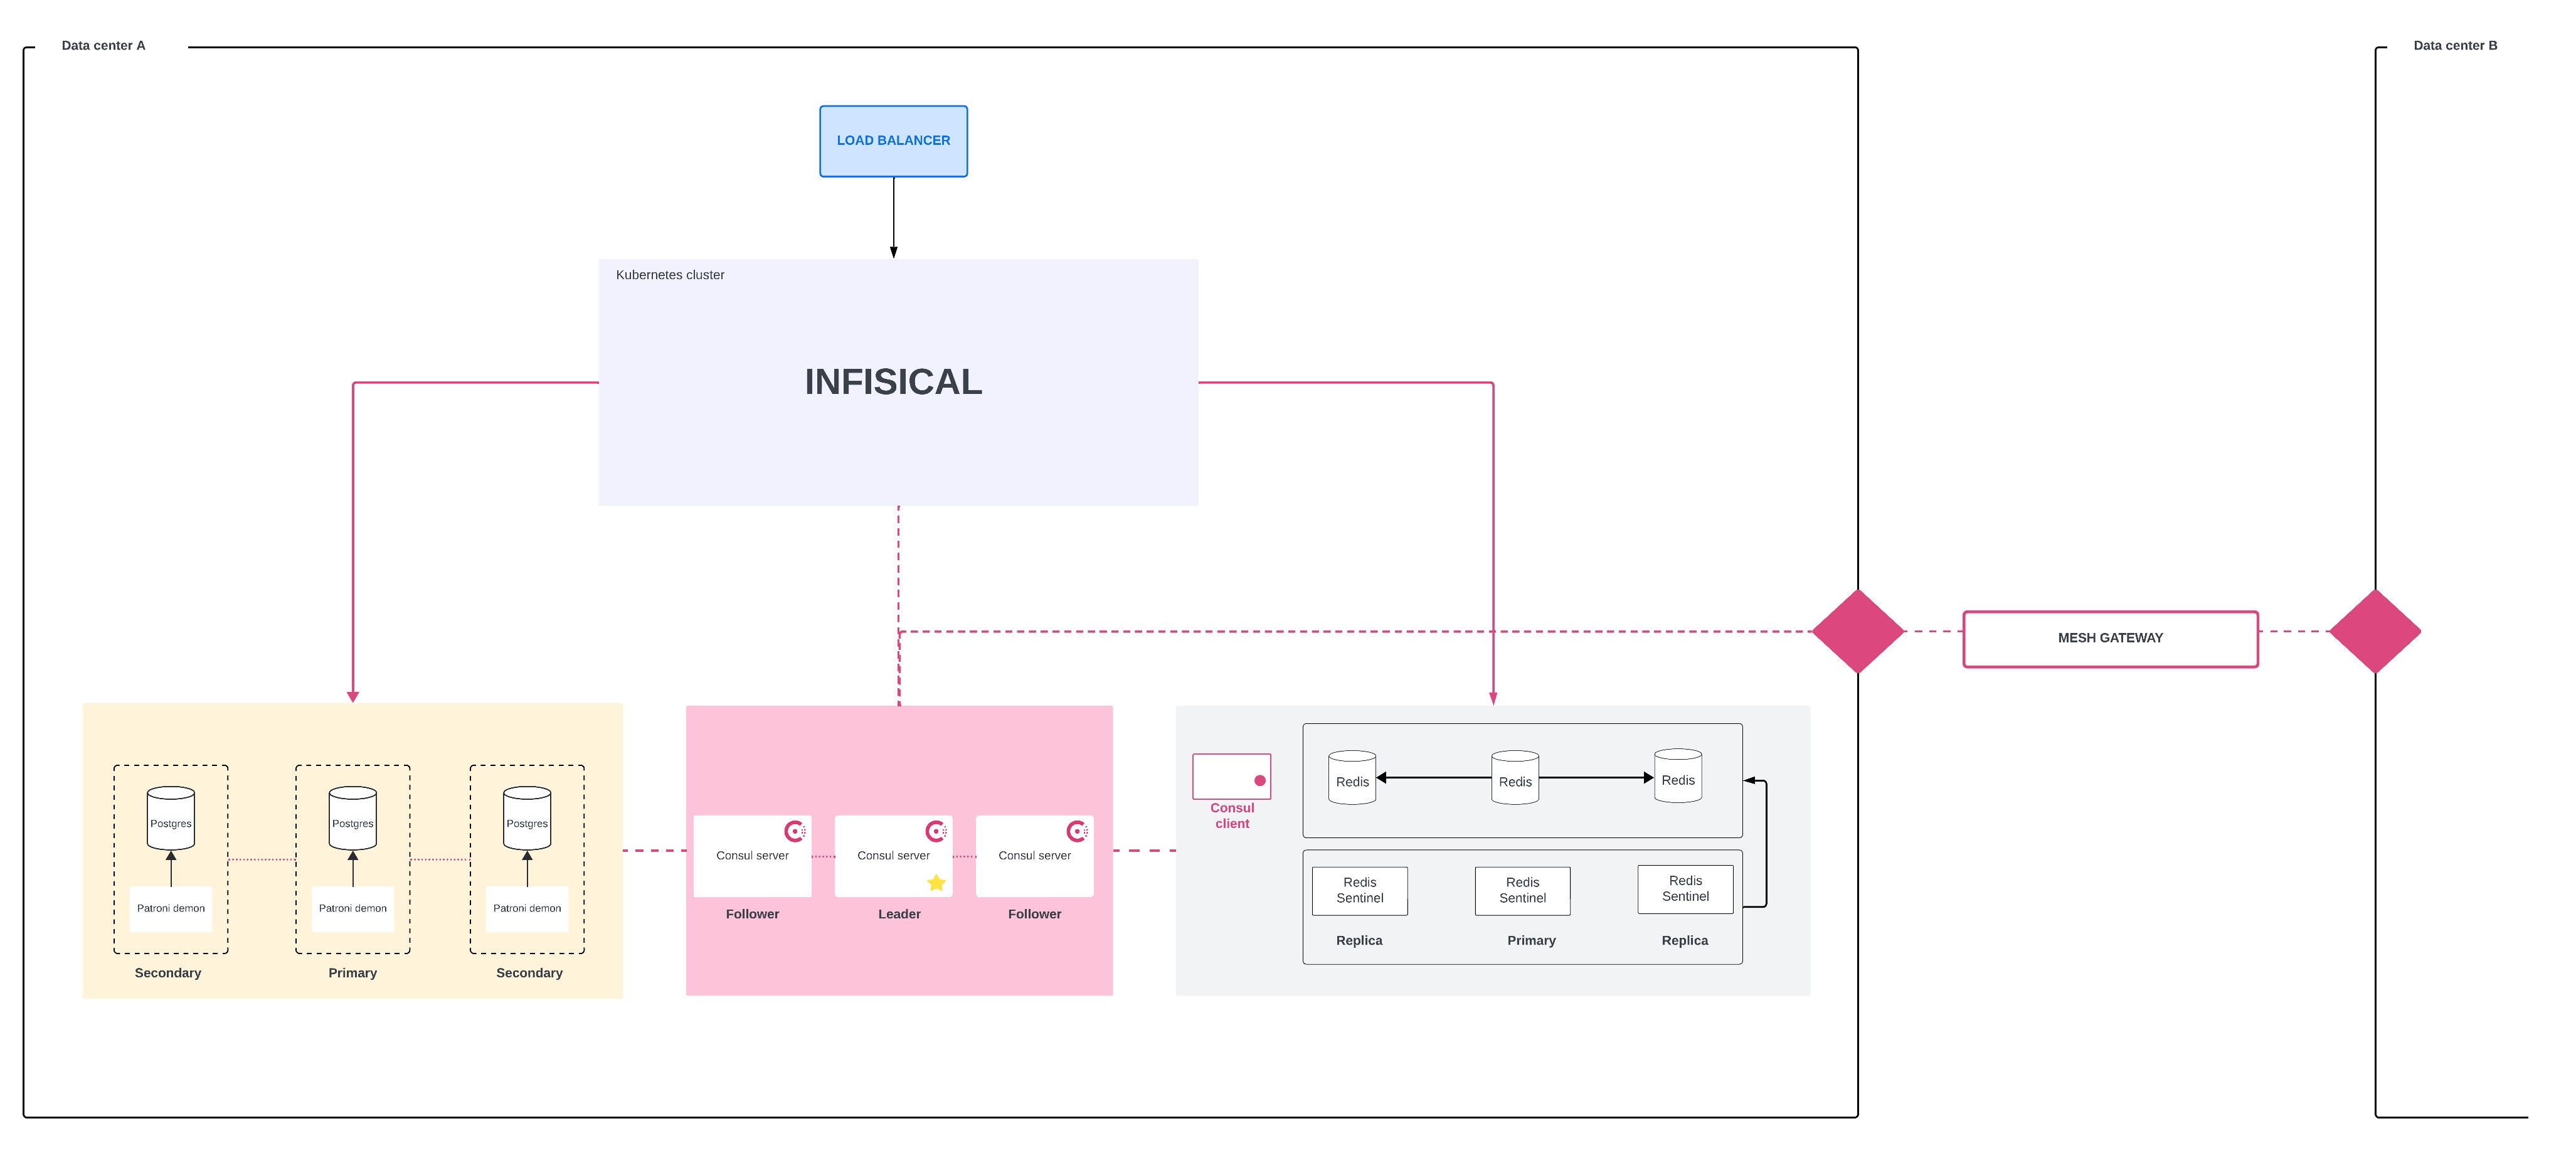 Data center A
Data center B
LOAD BALANCER
Kubernetes cluster
INFISICAL
MESH GATEWAY
Postgres
Postgres
Postgres
Patroni demon
Patroni demon
Patroni demon
Secondary
Primary
Secondary
Consul server
Consul server
Consul server
Follower
Leader
Follower
Consul
client
Redis
Redis
Redis
Redis
Sentinel
Redis
Sentinel
Redis
Sentinel
Replica
Primary
Replica